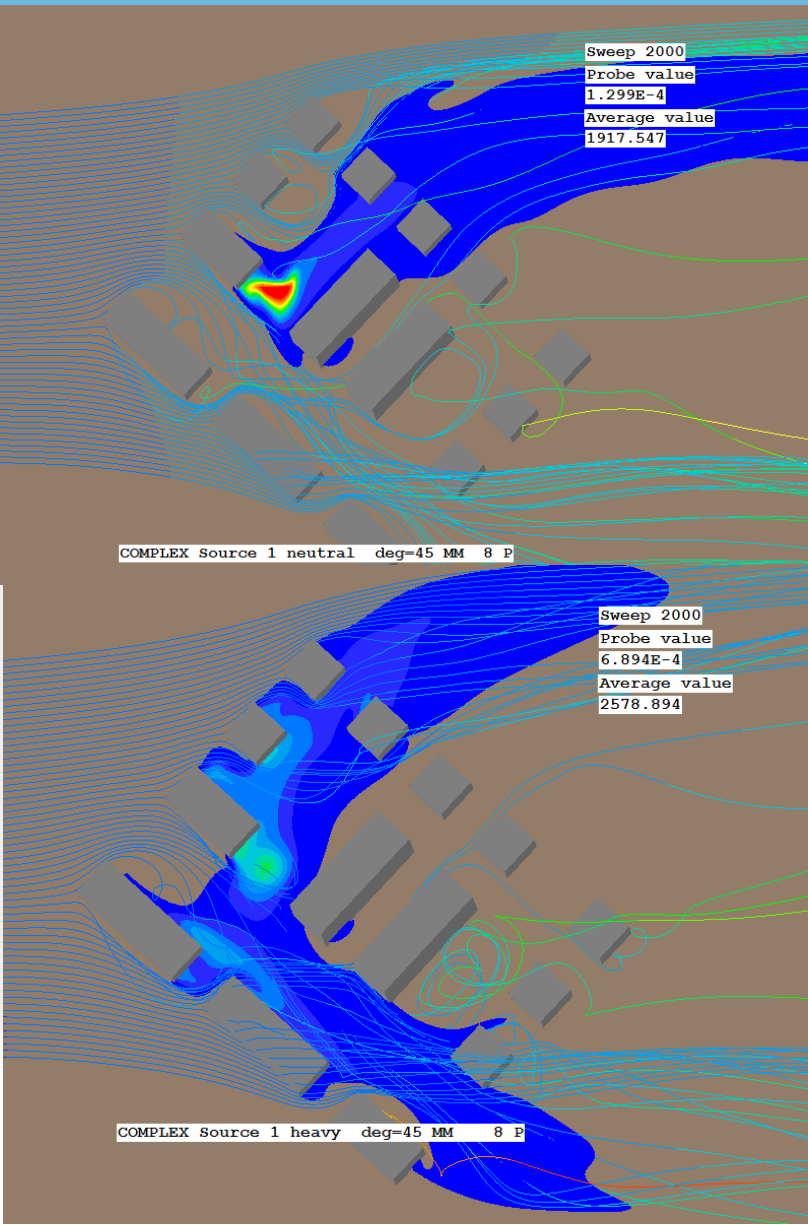 Sweep 2000
Probe value
1.299E-4
Average value
1917.547
COMPLEX Source 1 neutral  deg=45 MM  8 P
Sweep 2000
Probe value
6.894E-4
Average value
2578.894
COMPLEX Source 1 heavy  deg=45 MM   8 P